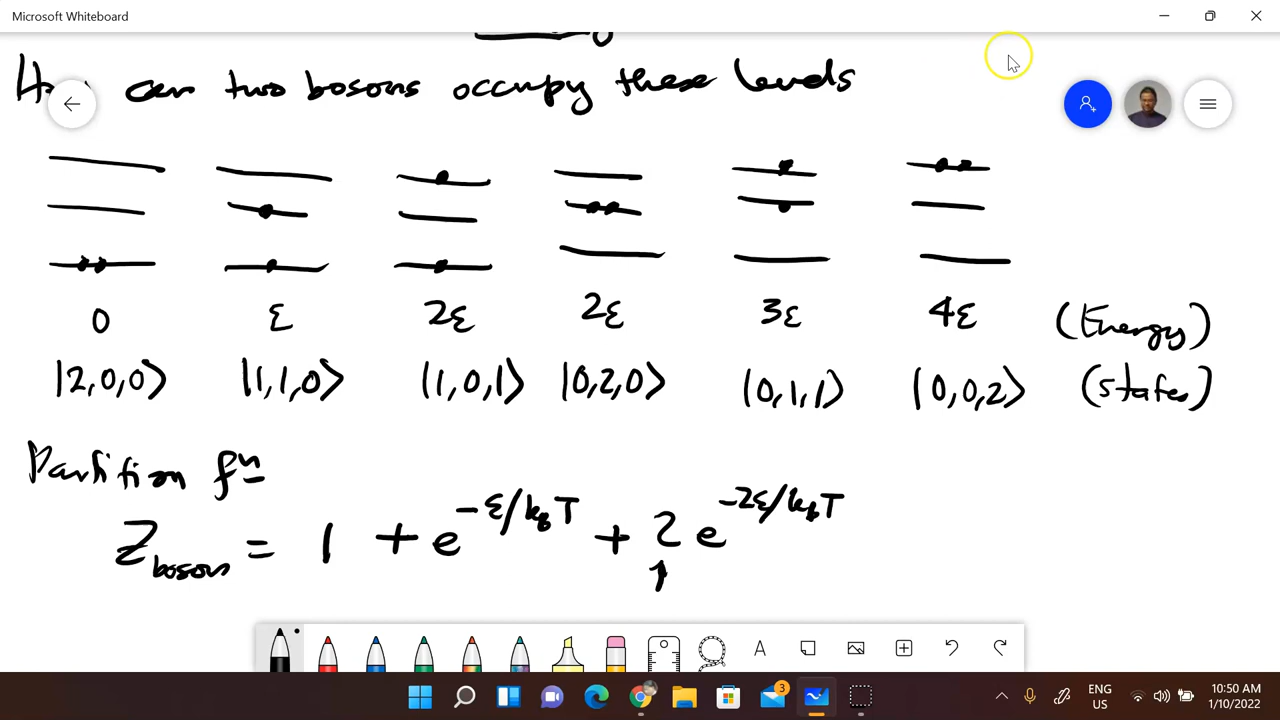 Microsoft Whiteboard
can two bosons occupy these levels
0 ε 2ε 2ε 3ε 4ε (Energy)
|2,0,0⟩ |1,1,0⟩ |1,0,1⟩ |0,2,0⟩ |0,1,1⟩ |0,0,2⟩ (states)
Partition fⁿ
Z_bosons = 1 + e^{-ε/k_BT} + 2 e^{-2ε/k_BT}
A
3
ENG
US
10:50 AM
1/10/2022